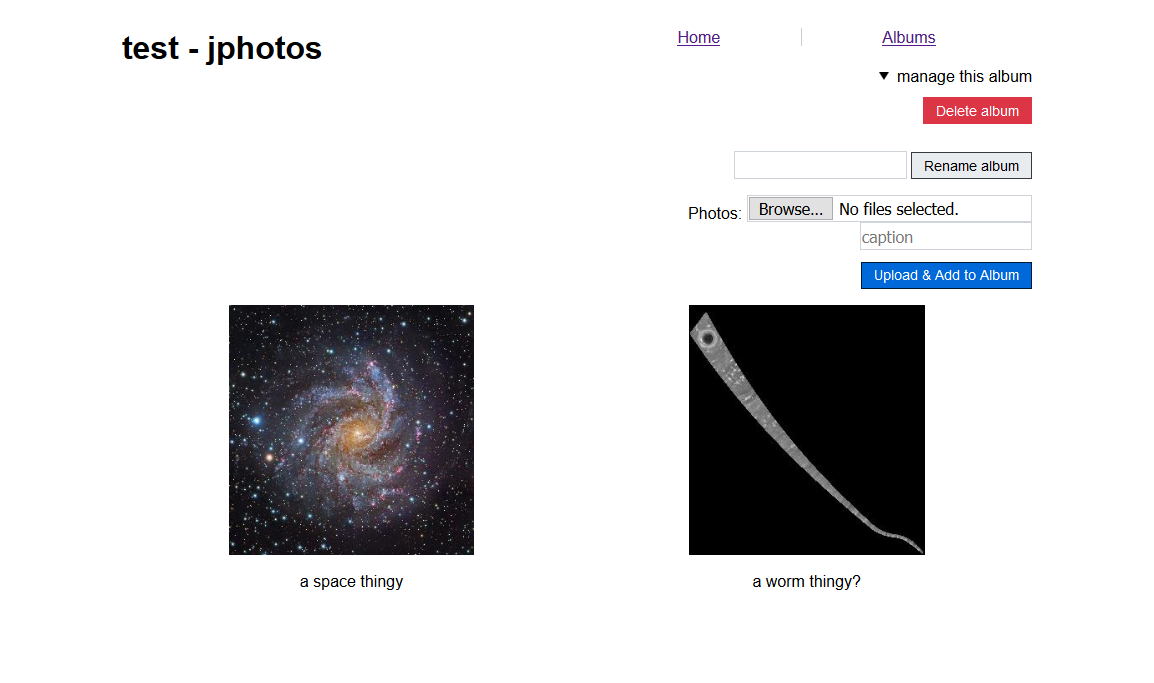 test - jphotos
Home
Albums
▼ manage this album
Delete album
Rename album
Photos: Browse... No files selected.
caption
Upload & Add to Album
a space thingy
a worm thingy?